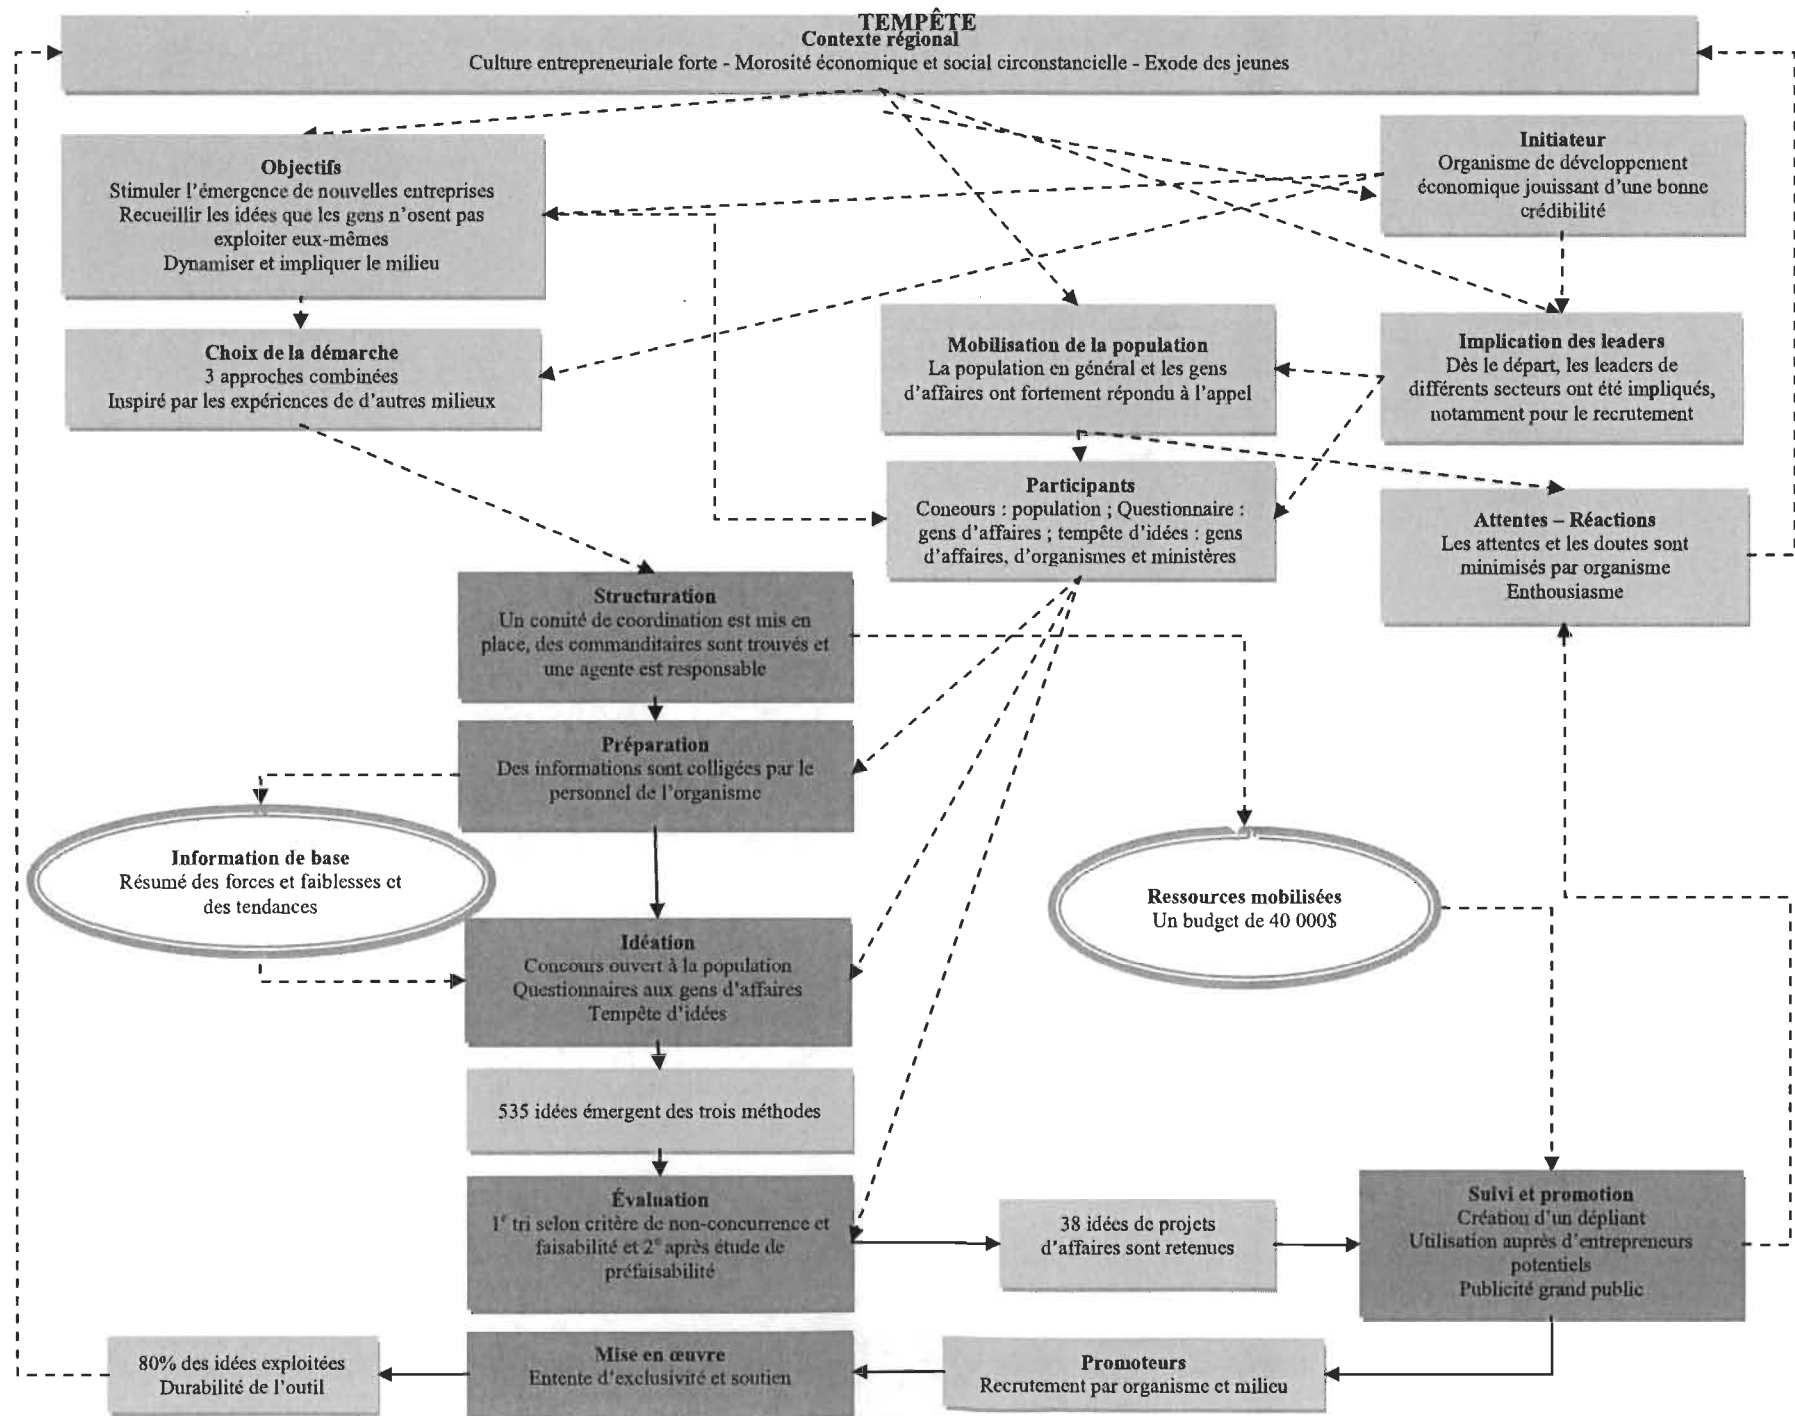 TEMPÊTE
Contexte régional
Culture entrepreneuriale forte - Morosité économique et social circonstancielle - Exode des jeunes
Objectifs
Stimuler l'émergence de nouvelles entreprises
Recueillir les idées que les gens n'osent pas
exploiter eux-mêmes
Dynamiser et impliquer le milieu
Initiateur
Organisme de développement
économique jouissant d'une bonne
crédibilité
Choix de la démarche
3 approches combinées
Inspiré par les expériences de d'autres milieux
Mobilisation de la population
La population en général et les gens
d'affaires ont fortement répondu à l'appel
Implication des leaders
Dès le départ, les leaders de
différents secteurs ont été impliqués,
notamment pour le recrutement
Participants
Concours : population ; Questionnaire :
gens d'affaires ; tempête d'idées : gens
d'affaires, d'organismes et ministères
Attentes – Réactions
Les attentes et les doutes sont
minimisés par organisme
Enthousiasme
Structuration
Un comité de coordination est mis en
place, des commanditaires sont trouvés et
une agente est responsable
Préparation
Des informations sont colligées par le
personnel de l'organisme
Information de base
Résumé des forces et faiblesses et
des tendances
Ressources mobilisées
Un budget de 40 000$
Idéation
Concours ouvert à la population
Questionnaires aux gens d'affaires
Tempête d'idées
535 idées émergent des trois méthodes
Évaluation
1e tri selon critère de non-concurrence et
faisabilité et 2e après étude de
préfaisabilité
38 idées de projets
d'affaires sont retenues
Suivi et promotion
Création d'un dépliant
Utilisation auprès d'entrepreneurs
potentiels
Publicité grand public
80% des idées exploitées
Durabilité de l'outil
Mise en œuvre
Entente d'exclusivité et soutien
Promoteurs
Recrutement par organisme et milieu